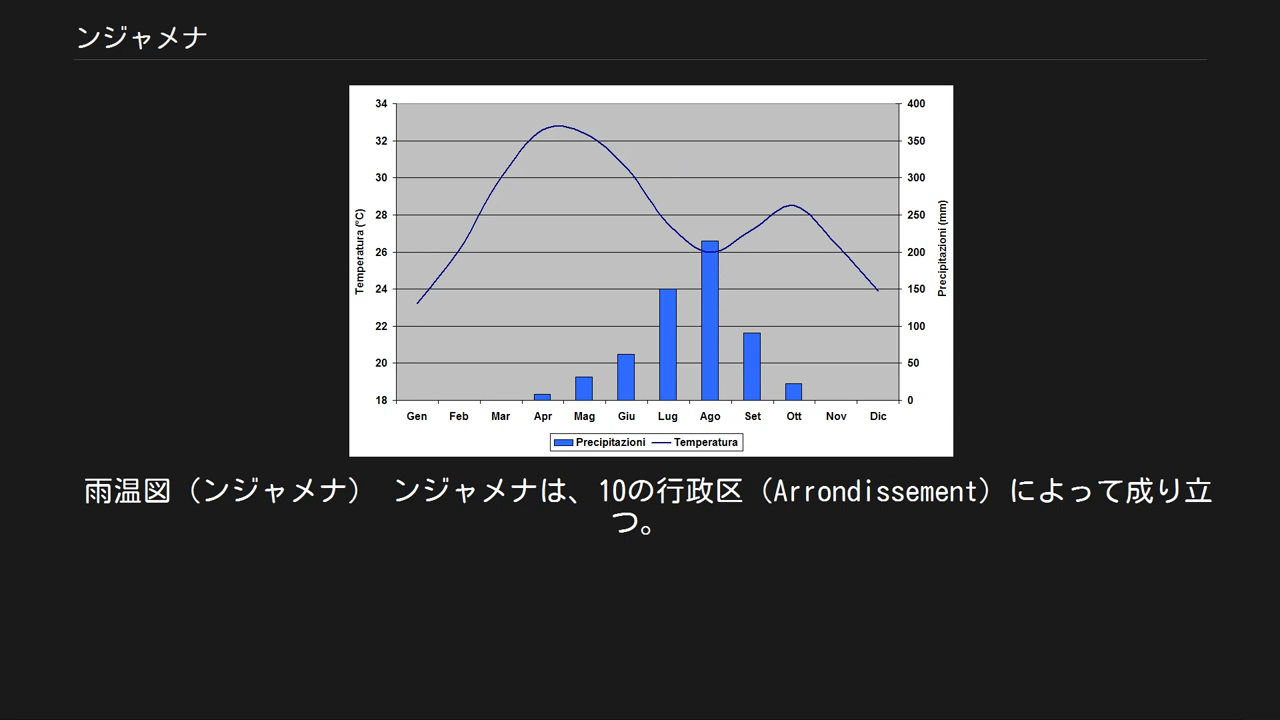 ンジャメナ
34
32
30
28
26
24
22
20
18
400
350
300
250
200
150
100
50
0
Temperatura (°C)
Precipitazioni (mm)
Gen Feb Mar Apr Mag Giu Lug Ago Set Ott Nov Dic
Precipitazioni Temperatura
雨温図（ンジャメナ） ンジャメナは、10の行政区（Arrondissement）によって成り立
つ。